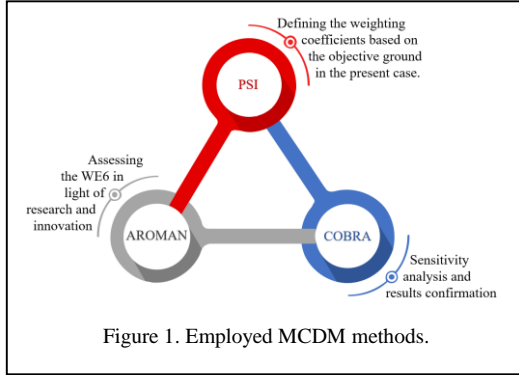 Defining the weighting
coefficients based on
the objective ground
in the present case.
PSI
Assessing
the WE6 in
light of
research and
innovation
AROMAN
COBRA
Sensitivity
analysis and
results confirmation
Figure 1. Employed MCDM methods.